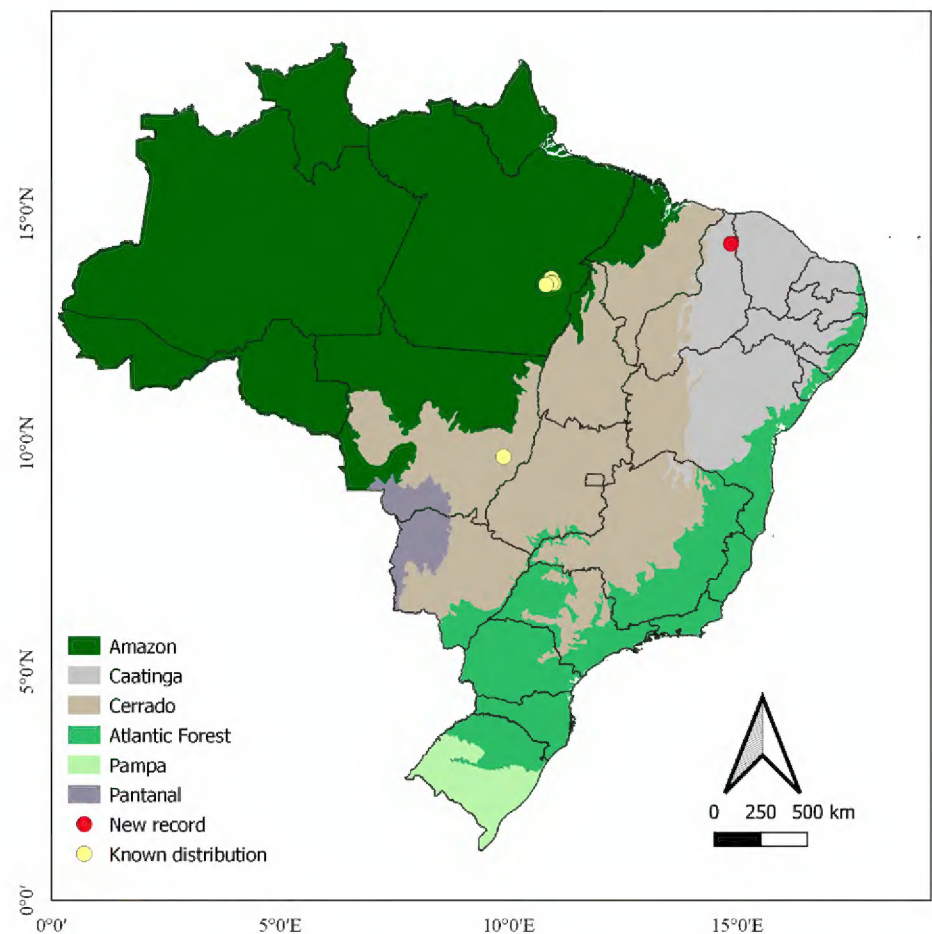 15°0′N
10°0′N
5°0′N
0°0′
Amazon
Caatinga
Cerrado
Atlantic Forest
Pampa
Pantanal
New record
Known distribution
0 250 500 km
0°0′ 5°0′E 10°0′E 15°0′E